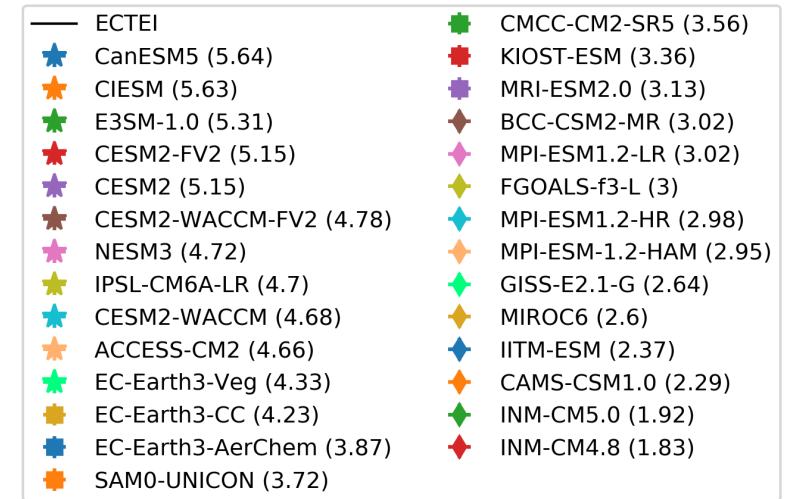 ECTEI
CanESM5 (5.64)
CIESM (5.63)
E3SM-1.0 (5.31)
CESM2-FV2 (5.15)
CESM2 (5.15)
CESM2-WACCM-FV2 (4.78)
NESM3 (4.72)
IPSL-CM6A-LR (4.7)
CESM2-WACCM (4.68)
ACCESS-CM2 (4.66)
EC-Earth3-Veg (4.33)
EC-Earth3-CC (4.23)
EC-Earth3-AerChem (3.87)
SAM0-UNICON (3.72)
CMCC-CM2-SR5 (3.56)
KIOST-ESM (3.36)
MRI-ESM2.0 (3.13)
BCC-CSM2-MR (3.02)
MPI-ESM1.2-LR (3.02)
FGOALS-f3-L (3)
MPI-ESM1.2-HR (2.98)
MPI-ESM-1.2-HAM (2.95)
GISS-E2.1-G (2.64)
MIROC6 (2.6)
IITM-ESM (2.37)
CAMS-CSM1.0 (2.29)
INM-CM5.0 (1.92)
INM-CM4.8 (1.83)